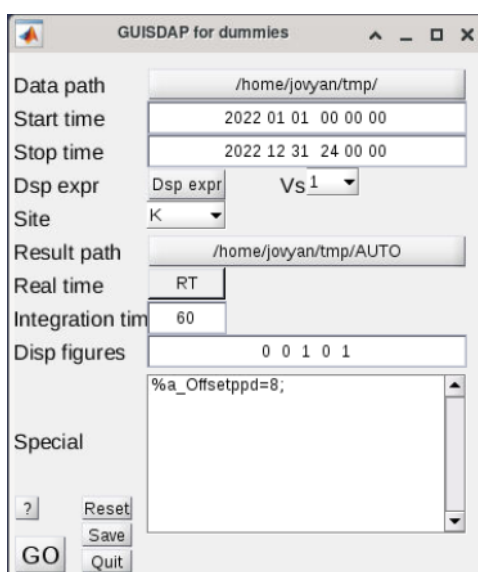 GUISDAP for dummies
Data path /home/jovyan/tmp/
Start time 2022 01 01 00 00 00
Stop time 2022 12 31 24 00 00
Dsp expr Dsp expr Vs 1
Site K
Result path /home/jovyan/tmp/AUTO
Real time RT
Integration tim 60
Disp figures 0 0 1 0 1
%a_Offsetppd=8;
Special
? Reset
Save
GO Quit